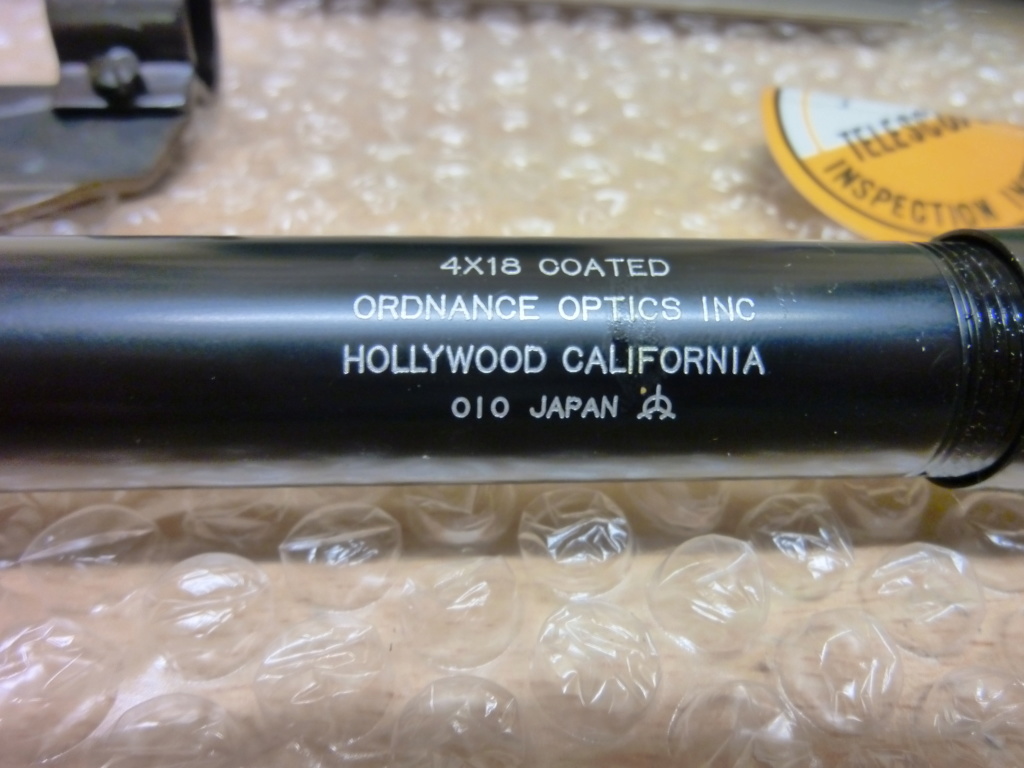 4X18 COATED
ORDNANCE OPTICS INC
HOLLYWOOD CALIFORNIA
010 JAPAN
INSPECTION